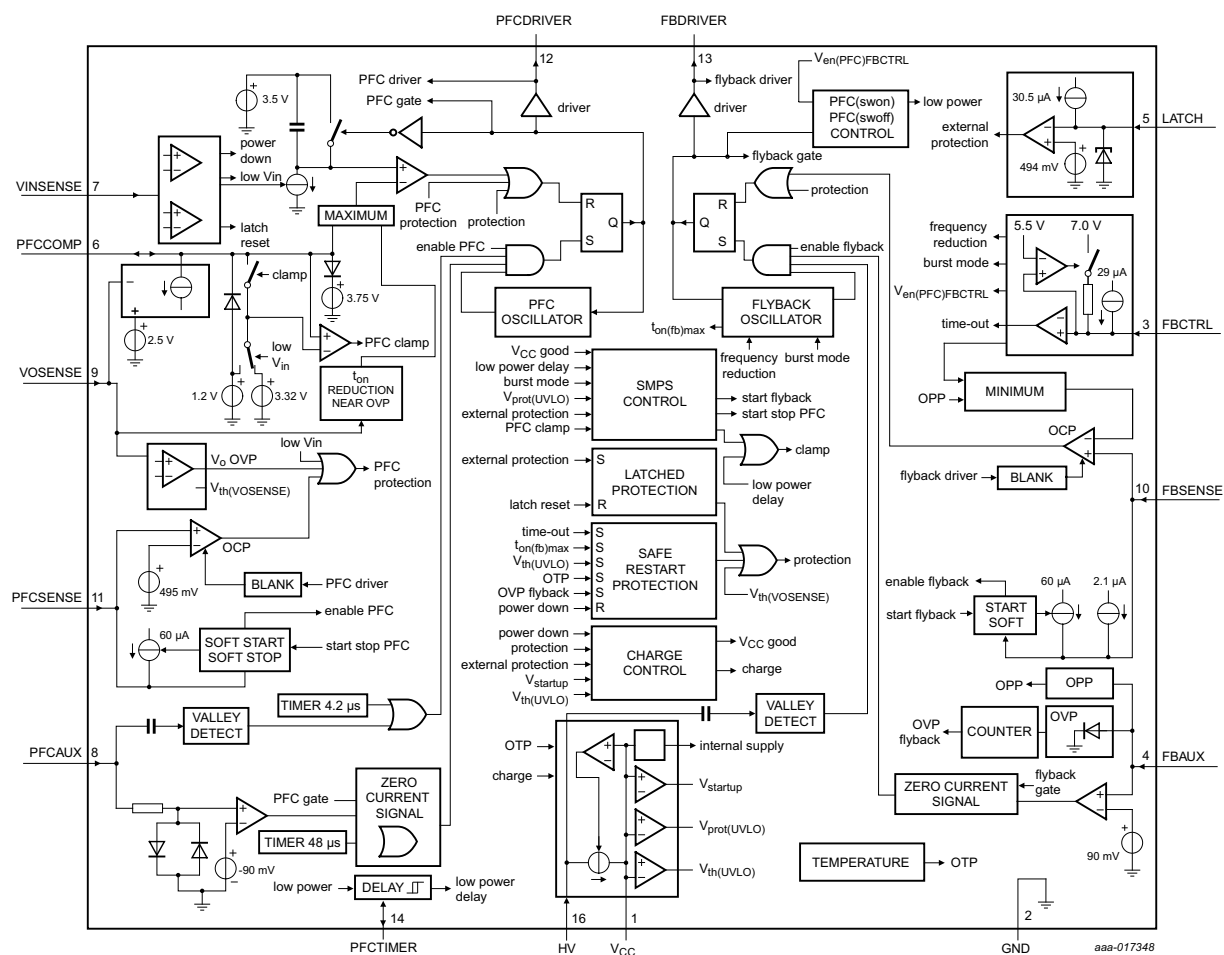 PFCDRIVER
FBDRIVER
12
13
PFC driver
PFC gate
driver
flyback driver
driver
flyback gate
Ven(PFC)FBCTRL
PFC(swon)
PFC(swoff)
CONTROL
low power
30.5 µA
external
protection
494 mV
5
LATCH
3.5 V
power
down
low Vin
latch
reset
VINSENSE
7
MAXIMUM
PFC
protection
protection
R
S
Q
enable PFC
PFC
OSCILLATOR
R
S
Q
protection
enable flyback
FLYBACK
OSCILLATOR
ton(fb)max
frequency
reduction
burst mode
frequency
reduction
burst mode
Ven(PFC)FBCTRL
time-out
5.5 V
7.0 V
29 µA
3
FBCTRL
PFCCOMP
6
2.5 V
clamp
low
Vin
1.2 V
3.32 V
3.75 V
PFC clamp
ton
REDUCTION
NEAR OVP
VOSENSE
9
Vo OVP
Vth(VOSENSE)
low Vin
PFC
protection
VCC good
low power delay
burst mode
Vprot(UVLO)
external protection
PFC clamp
SMPS
CONTROL
start flyback
start stop PFC
clamp
low power
delay
external protection
S
LATCHED
PROTECTION
latch reset
R
time-out
S
ton(fb)max
S
Vth(UVLO)
S
OTP
S
OVP flyback
S
power down
R
SAFE
RESTART
PROTECTION
protection
Vth(VOSENSE)
OPP
MINIMUM
OCP
flyback driver
BLANK
10
FBSENSE
OCP
495 mV
BLANK
PFC driver
PFCSENSE
11
60 µA
SOFT START
SOFT STOP
enable PFC
start stop PFC
power down
protection
external protection
Vstartup
Vth(UVLO)
CHARGE
CONTROL
VCC good
charge
enable flyback
start flyback
START
SOFT
60 µA
2.1 µA
OPP
OPP
OVP
flyback
COUNTER
OVP
4
FBAUX
flyback
gate
ZERO CURRENT
SIGNAL
90 mV
TIMER 4.2 µs
VALLEY
DETECT
PFCAUX
8
-90 mV
PFC gate
TIMER 48 µs
ZERO
CURRENT
SIGNAL
low power
DELAY
low power
delay
14
PFCTIMER
OTP
charge
VALLEY
DETECT
internal supply
Vstartup
Vprot(UVLO)
Vth(UVLO)
16
HV
1
VCC
TEMPERATURE
OTP
2
GND
aaa-017348